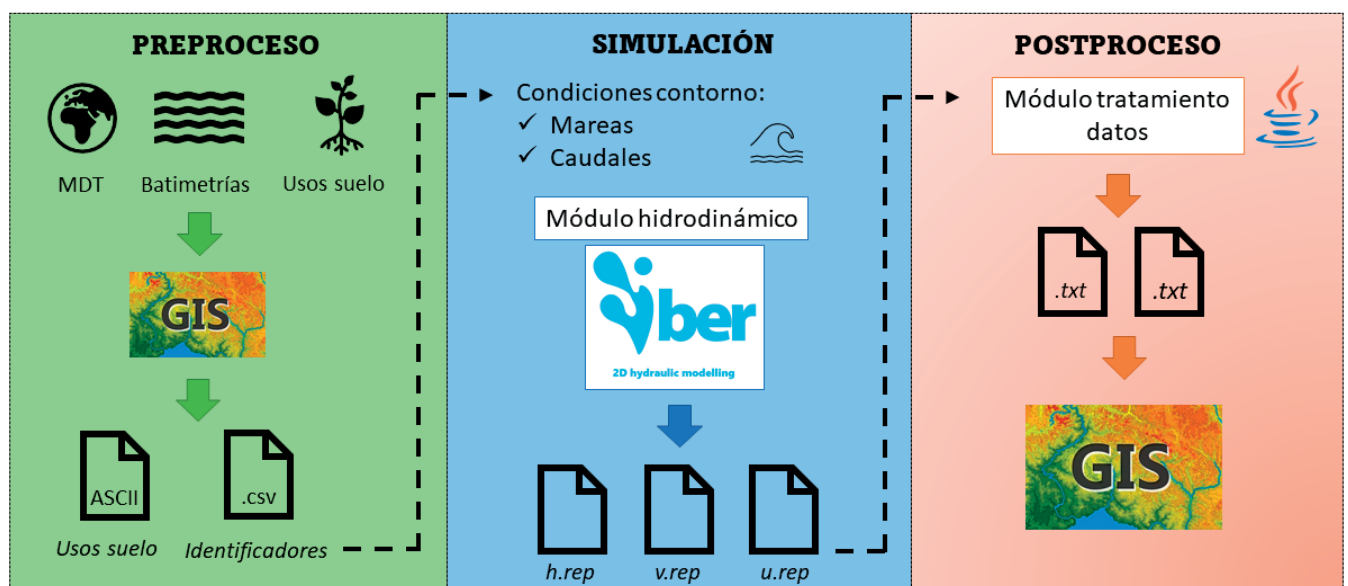 PREPROCESO
MDT
Batimetrías
Usos suelo
GIS
ASCII
.csv
Usos suelo
Identificadores
SIMULACIÓN
Condiciones contorno:
✓ Mareas
✓ Caudales
Módulo hidrodinámico
iber
2D hydraulic modelling
h.rep
v.rep
u.rep
POSTPROCESO
Módulo tratamiento
datos
.txt
.txt
GIS